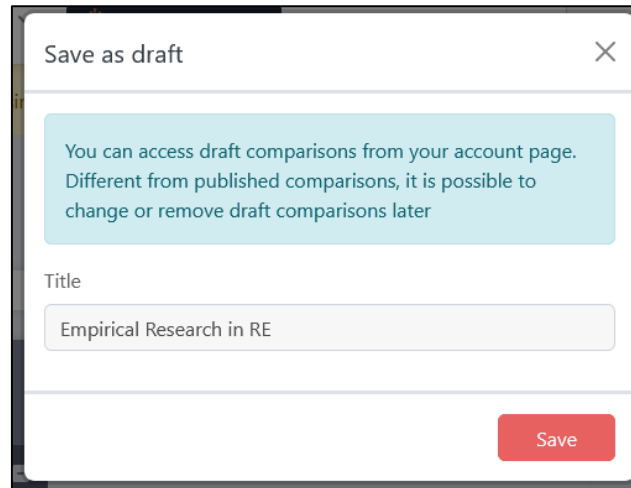 Save as draft
You can access draft comparisons from your account page.
Different from published comparisons, it is possible to
change or remove draft comparisons later
Title
Empirical Research in RE
Save